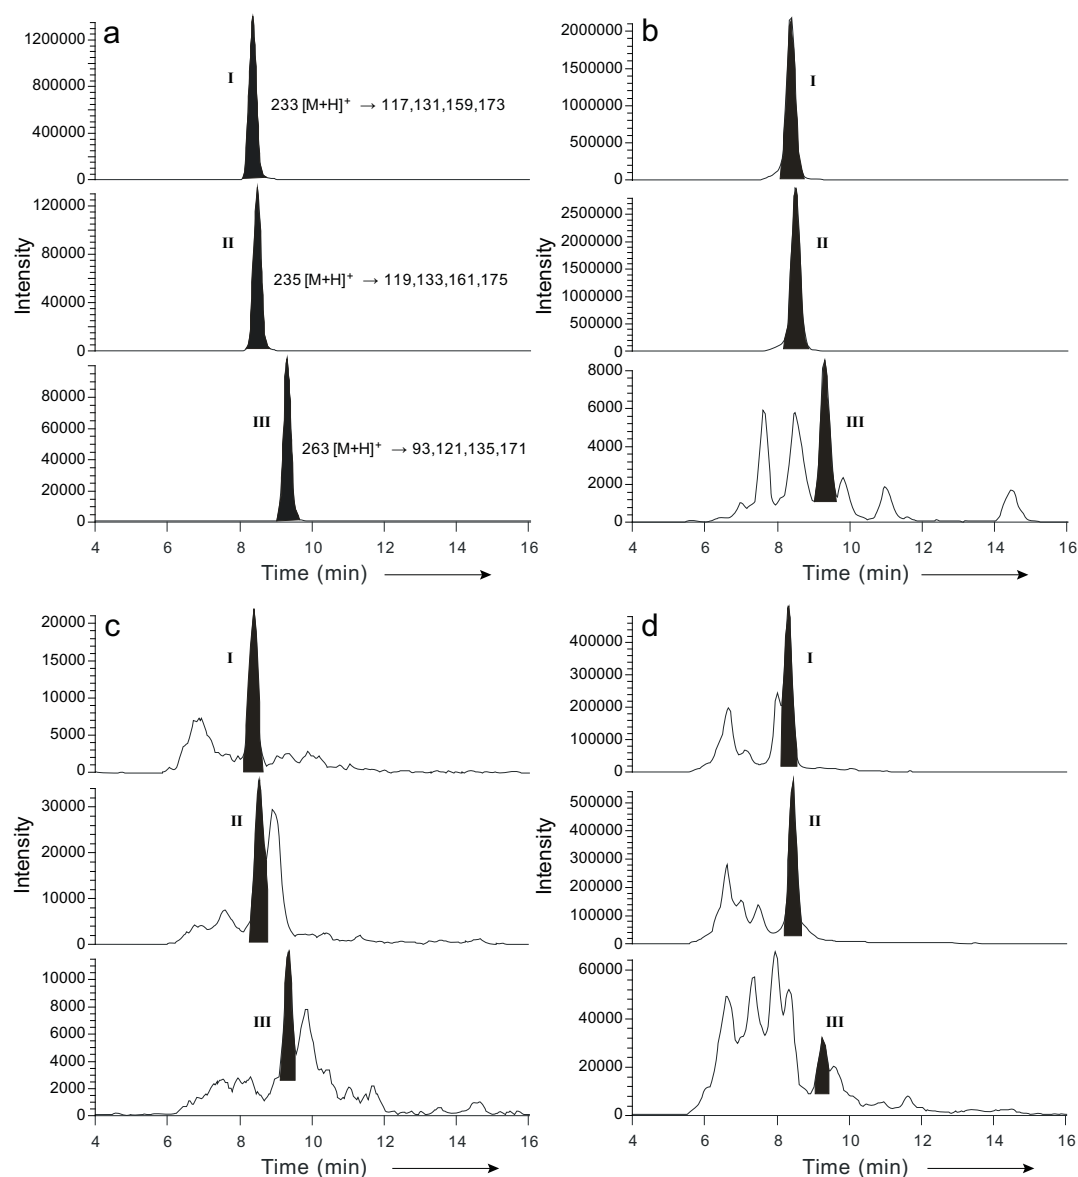 a
1200000
800000
400000
0
I
233 [M+H]+ → 117,131,159,173
120000
80000
40000
0
II
235 [M+H]+ → 119,133,161,175
80000
60000
40000
20000
0
III
263 [M+H]+ → 93,121,135,171
Intensity
4 6 8 10 12 14 16
Time (min)
b
2000000
1500000
1000000
500000
0
I
2500000
2000000
1500000
1000000
500000
0
II
8000
6000
4000
2000
0
III
Intensity
4 6 8 10 12 14 16
Time (min)
c
20000
15000
10000
5000
0
I
30000
20000
10000
0
II
10000
8000
6000
4000
2000
0
III
Intensity
4 6 8 10 12 14 16
Time (min)
d
400000
300000
200000
100000
0
I
500000
400000
300000
200000
100000
0
II
60000
40000
20000
0
III
Intensity
4 6 8 10 12 14 16
Time (min)